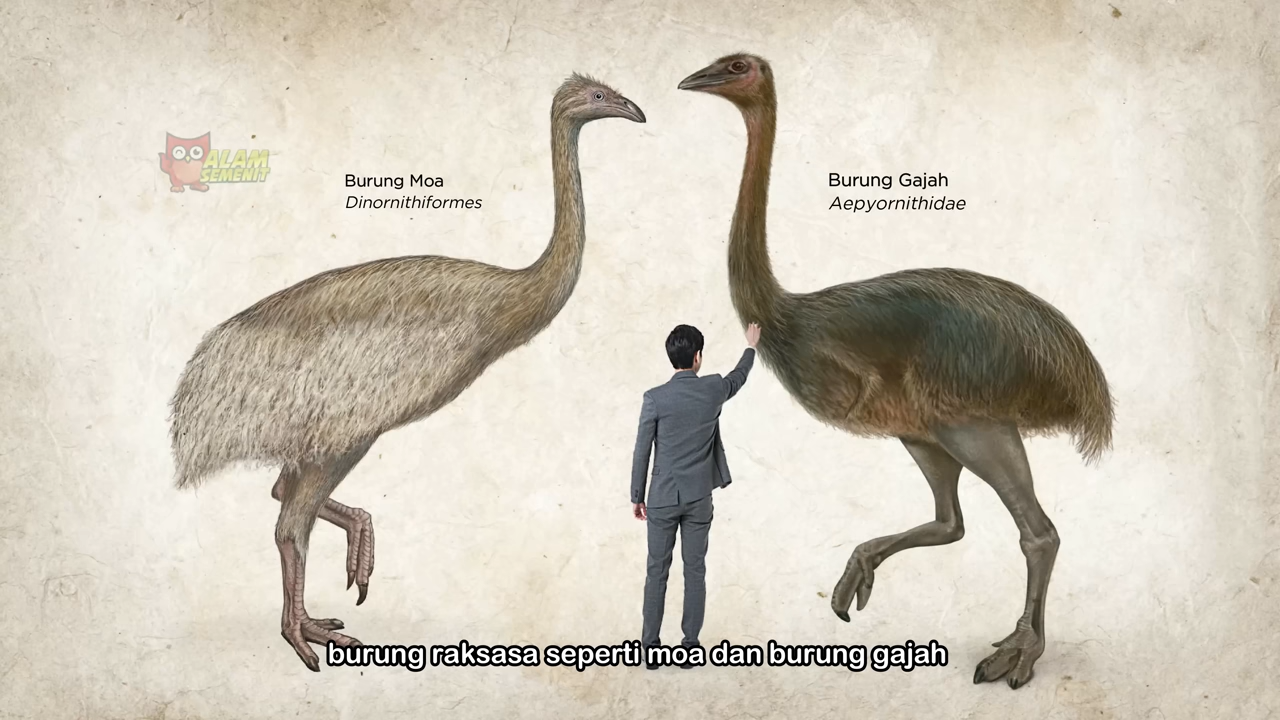 ALAM
SEMENIT
Burung Moa
Dinornithiformes
Burung Gajah
Aepyornithidae
burung raksasa seperti moa dan burung gajah